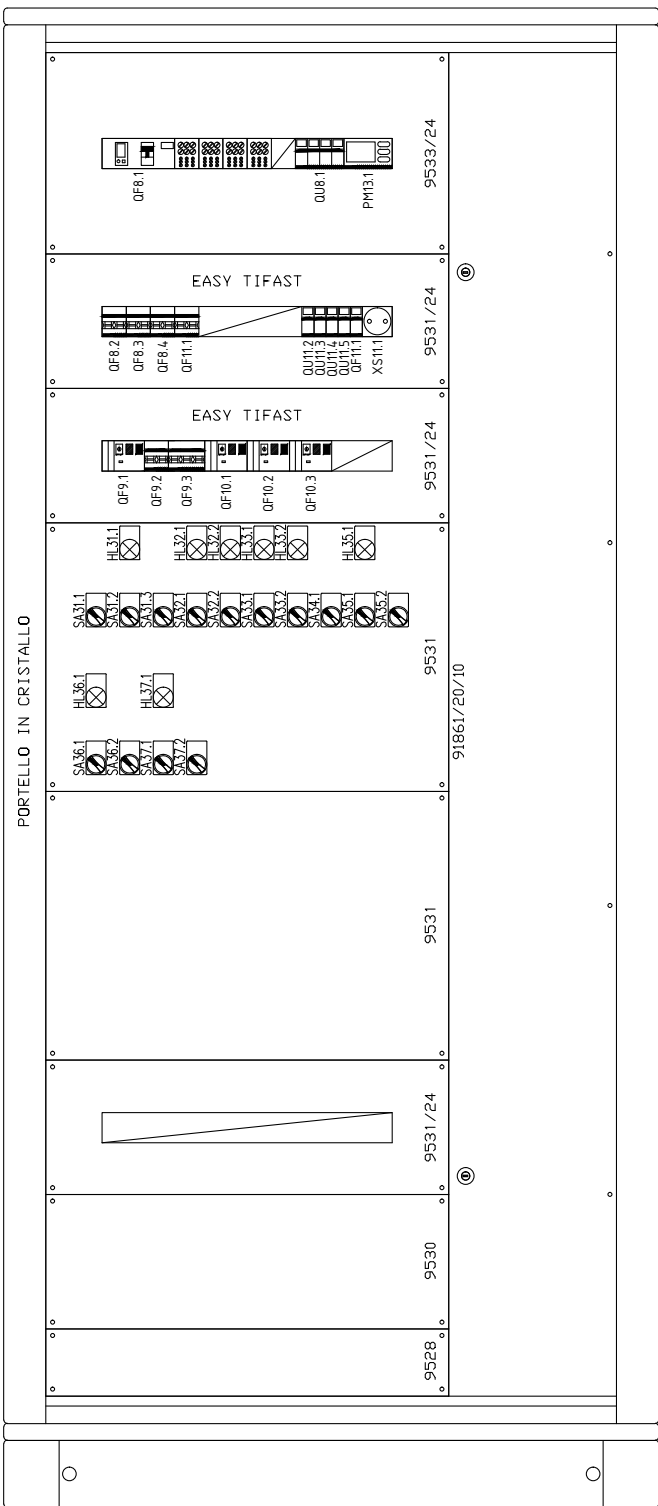 PORTELLO IN CRISTALLO
QF8.1
QU8.1
PM13.1
9533/24
EASY TIFAST
QF8.2
QF8.3
QF8.4
QF11.1
QU11.2
QU11.3
QU11.4
QU11.5
QF11.1
XS11.1
9531/24
EASY TIFAST
QF9.1
QF9.2
QF9.3
QF10.1
QF10.2
QF10.3
9531/24
HL31.1
HL32.1
HL32.2
HL33.1
HL33.2
HL35.1
SA31.1
SA31.2
SA31.3
SA32.1
SA32.2
SA33.1
SA33.2
SA34.1
SA35.1
SA35.2
9531
HL36.1
HL37.1
91861/20/10
SA36.1
SA36.2
SA37.1
SA37.2
9531
9531/24
9530
9528